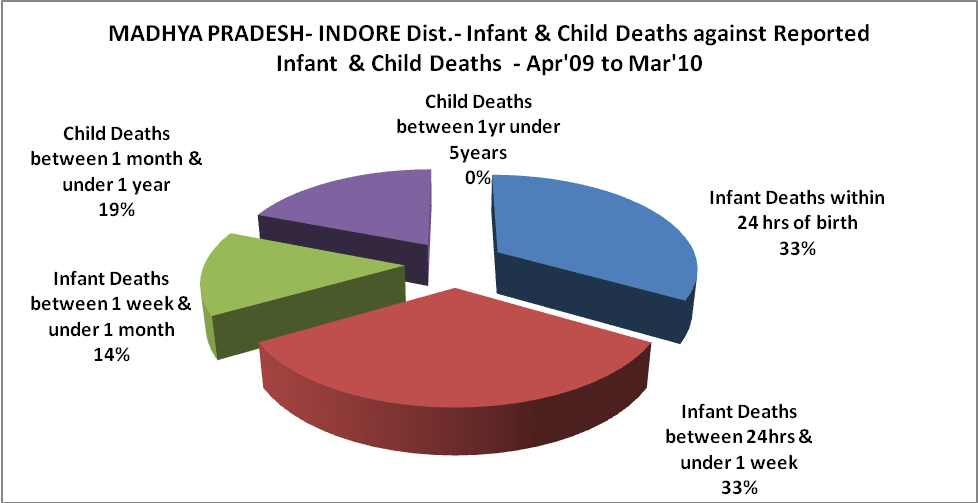 MADHYA PRADESH- INDORE Dist.- Infant & Child Deaths against Reported
Infant & Child Deaths - Apr'09 to Mar'10
Child Deaths
between 1yr under
5years
0%
Infant Deaths within
24 hrs of birth
33%
Infant Deaths
between 24hrs &
under 1 week
33%
Infant Deaths
between 1 week &
under 1 month
14%
Child Deaths
between 1 month &
under 1 year
19%